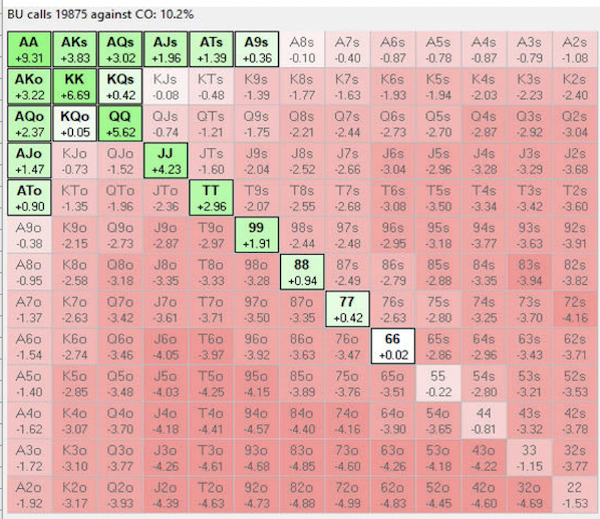 BU calls 19875 against CO: 10.2%
AA AKs AQs AJs ATs A9s A8s A7s A6s A5s A4s A3s A2s
+9.31 +3.83 +3.02 +1.96 +1.39 +0.36 -0.10 -0.40 -0.87 -0.78 -0.87 -0.79 -1.08
AKo KK KQs KJs KTs K9s K8s K7s K6s K5s K4s K3s K2s
+3.22 +6.69 +0.42 -0.08 -0.48 -1.39 -1.77 -1.63 -1.93 -1.94 -2.03 -2.23 -2.40
AQo KQo QQ QJs QTs Q9s Q8s Q7s Q6s Q5s Q4s Q3s Q2s
+2.37 +0.05 +5.62 -0.74 -1.21 -1.75 -2.21 -2.44 -2.73 -2.70 -2.87 -2.92 -3.04
AJo KJo QJo JJ JTs J9s J8s J7s J6s J5s J4s J3s J2s
+1.47 -0.73 -1.52 +4.23 -1.60 -2.04 -2.52 -2.66 -3.04 -2.96 -3.28 -3.29 -3.68
ATo KTo QTo JTo TT T9s T8s T7s T6s T5s T4s T3s T2s
+0.90 -1.35 -1.96 -2.36 +2.96 -2.07 -2.55 -2.68 -3.08 -3.50 -3.34 -3.42 -3.60
A9o K9o Q9o J9o T9o 99 98s 97s 96s 95s 94s 93s 92s
-0.38 -2.15 -2.73 -2.87 -2.97 +1.91 -2.44 -2.48 -2.95 -3.18 -3.77 -3.63 -3.91
A8o K8o Q8o J8o T8o 98o 88 87s 86s 85s 84s 83s 82s
-0.95 -2.58 -3.18 -3.35 -3.33 -3.28 +0.94 -2.49 -2.79 -2.88 -3.35 -3.94 -3.82
A7o K7o Q7o J7o T7o 97o 87o 77 76s 75s 74s 73s 72s
-1.37 -2.63 -3.42 -3.61 -3.71 -3.50 -3.35 +0.42 -2.63 -2.80 -3.25 -3.70 -4.16
A6o K6o Q6o J6o T6o 96o 86o 76o 66 65s 64s 63s 62s
-1.54 -2.74 -3.46 -4.05 -3.97 -3.92 -3.63 -3.47 +0.02 -2.86 -2.96 -3.43 -3.71
A5o K5o Q5o J5o T5o 95o 85o 75o 65o 55 54s 53s 52s
-1.40 -2.85 -3.48 -4.03 -4.25 -4.15 -3.89 -3.76 -3.51 -0.22 -2.80 -3.21 -3.53
A4o K4o Q4o J4o T4o 94o 84o 74o 64o 54o 44 43s 42s
-1.62 -3.07 -3.70 -4.18 -4.41 -4.57 -4.40 -4.16 -3.90 -3.65 -0.81 -3.32 -3.78
A3o K3o Q3o J3o T3o 93o 83o 73o 63o 53o 43o 33 32s
-1.72 -3.10 -3.77 -4.26 -4.61 -4.68 -4.85 -4.60 -4.26 -4.18 -4.22 -1.15 -3.77
A2o K2o Q2o J2o T2o 92o 82o 72o 62o 52o 42o 32o 22
-1.92 -3.17 -3.93 -4.39 -4.63 -4.73 -4.88 -4.99 -4.83 -4.45 -4.60 -4.69 -1.53